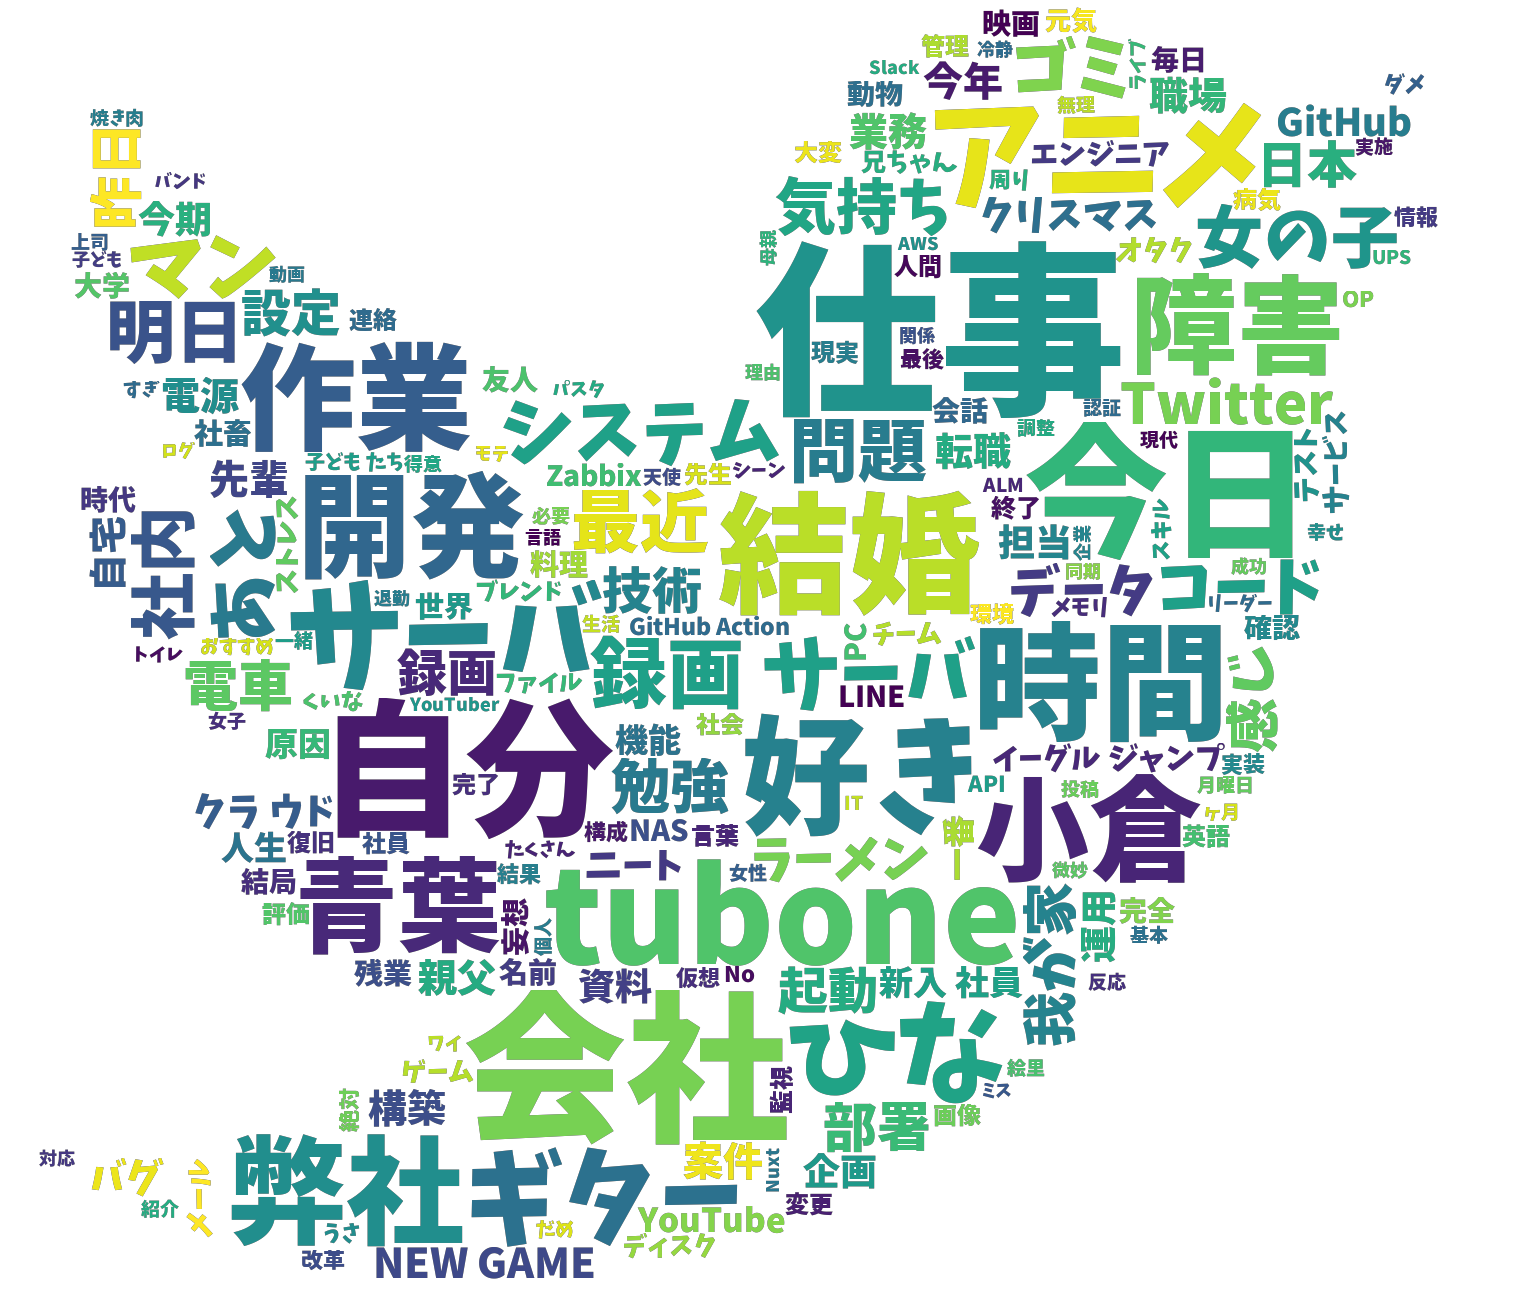 映画
元気
管理
冷静
ゴミ
ライブ
毎日
Slack
今年
職場
ダメ
動物
無理
焼き肉
業務
アニメ
GitHub
昨日
大変
兄ちゃん
エンジニア
日本
実施
バンド
周り
病気
今期
気持ち
クリスマス
女の子
情報
上司
子ども
マン
母親
AWS
オタク
UPS
大学
動画
人間
仕事
障害
OP
明日
設定
連絡
関係
現実
最後
作業
友人
パスタ
理由
Twitter
すぎ
電源
システム
会話
認証
社畜
問題
転職
調整
現代
今日
テスト
サービス
ログ
モテ
先輩
子ども たち
得意
Zabbix
天使
先生
シーン
ALM
時代
開発
最近
結婚
終了
スキル
自宅
社内
あと
ストレス
必要
言語
担当
企業
幸せ
料理
技術
データ
同期
コード
成功
退勤
世界
ブレンド
サーバ
メモリ
リーダー
環境
生活
GitHub Action
確認
トイレ
おすすめ
一緒
録画
録画
サーバ
PC
チーム
時間
感じ
電車
ファイル
LINE
くいな
YouTuber
女子
自分
社会
原因
機能
好き
イーグル ジャンプ
実装
完了
勉強
API
投稿
月曜日
クラ ウド
IT
小倉
ヶ月
人生
復旧
社員
構成
NAS
言葉
一番
英語
たくさん
ニート
ラーメン
結局
青葉
結果
女性
微妙
tubone
評価
妄想
個人
我が家
運用
完全
基本
残業
親父
名前
資料
仮想
No
起動
新入 社員
反応
会社
ひな
ワイ
ゲーム
監視
絵里
ミス
絶対
構築
部署
画像
対応
バグ
メール
弊社
ギター
案件
Nuxt
企画
紹介
変更
うさ
だめ
YouTube
改革
NEW GAME
ディスク